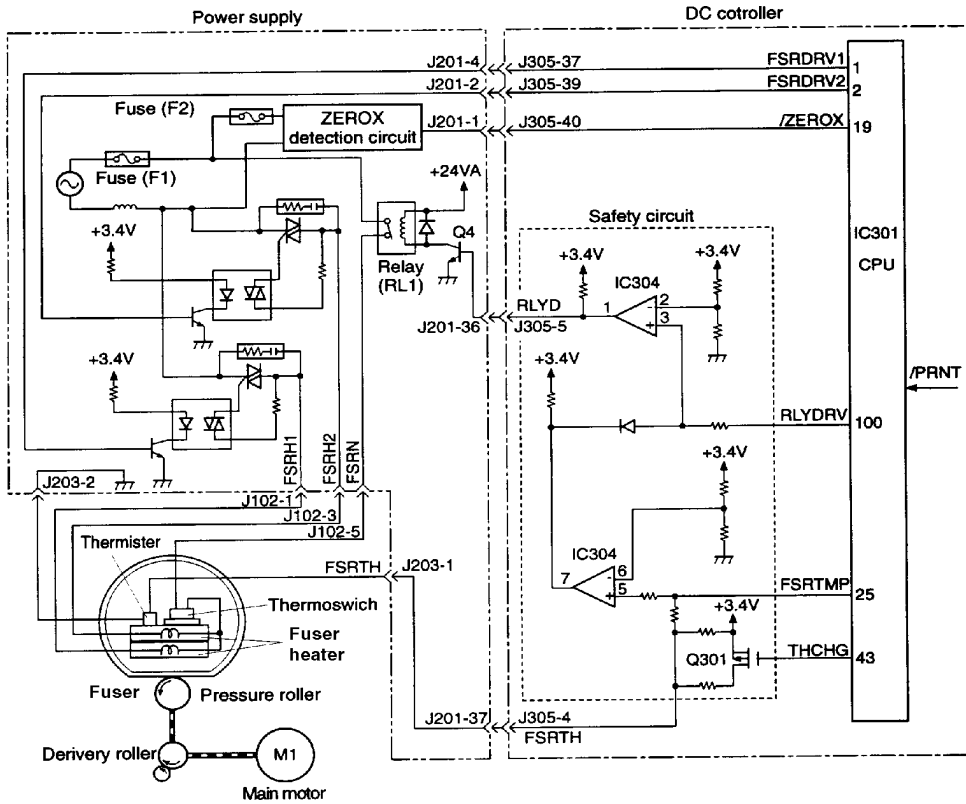 Power supply
DC cotroller
J201-4
J305-37
FSRDRV1
1
J201-2
J305-39
FSRDRV2
2
Fuse (F2)
ZEROX
detection circuit
J201-1
J305-40
/ZEROX
19
Fuse (F1)
+24VA
Safety circuit
+3.4V
Q4
Relay
(RL1)
+3.4V
IC304
+3.4V
IC301
CPU
RLYD
1
2
-
3
+
J201-36
J305-5
+3.4V
+3.4V
/PRNT
RLYDRV
100
+3.4V
FSRH1
FSRH2
FSRN
J203-2
J102-1
J102-3
J102-5
Thermister
FSRTH
J203-1
IC304
7
6
-
5
+
FSRTMP
25
Thermoswich
+3.4V
Fuser
heater
Q301
THCHG
43
Fuser
Pressure roller
J201-37
J305-4
FSRTH
Derivery roller
M1
Main motor